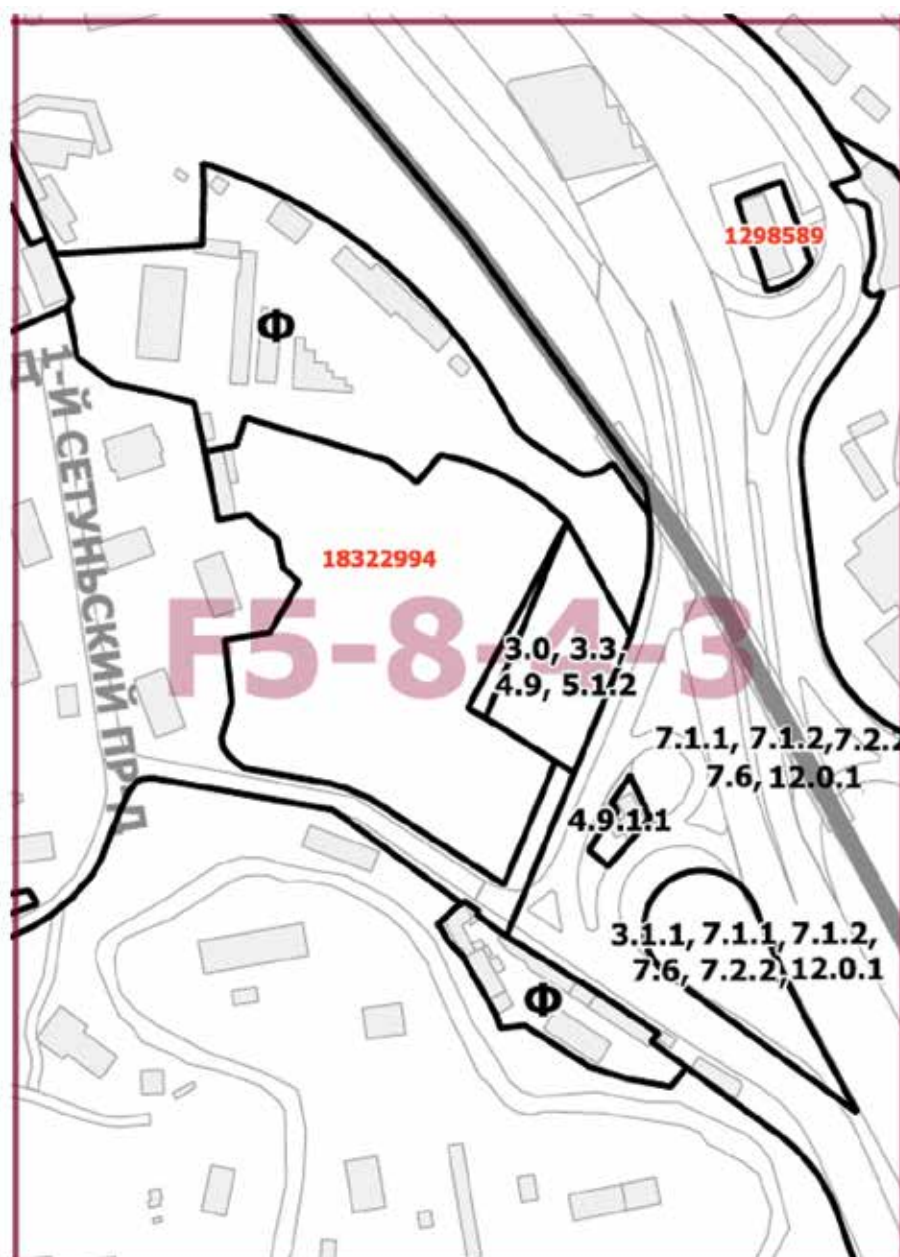 1298589
Ф
1-Й СЕТУНЬСКИЙ ПР-Д
18322994
F5-8-4-3
3.0, 3.3,
4.9, 5.1.2
7.1.1, 7.1.2, 7.2.2
7.6, 12.0.1
4.9.1.1
3.1.1, 7.1.1, 7.1.2,
7.6, 7.2.2, 12.0.1
Ф